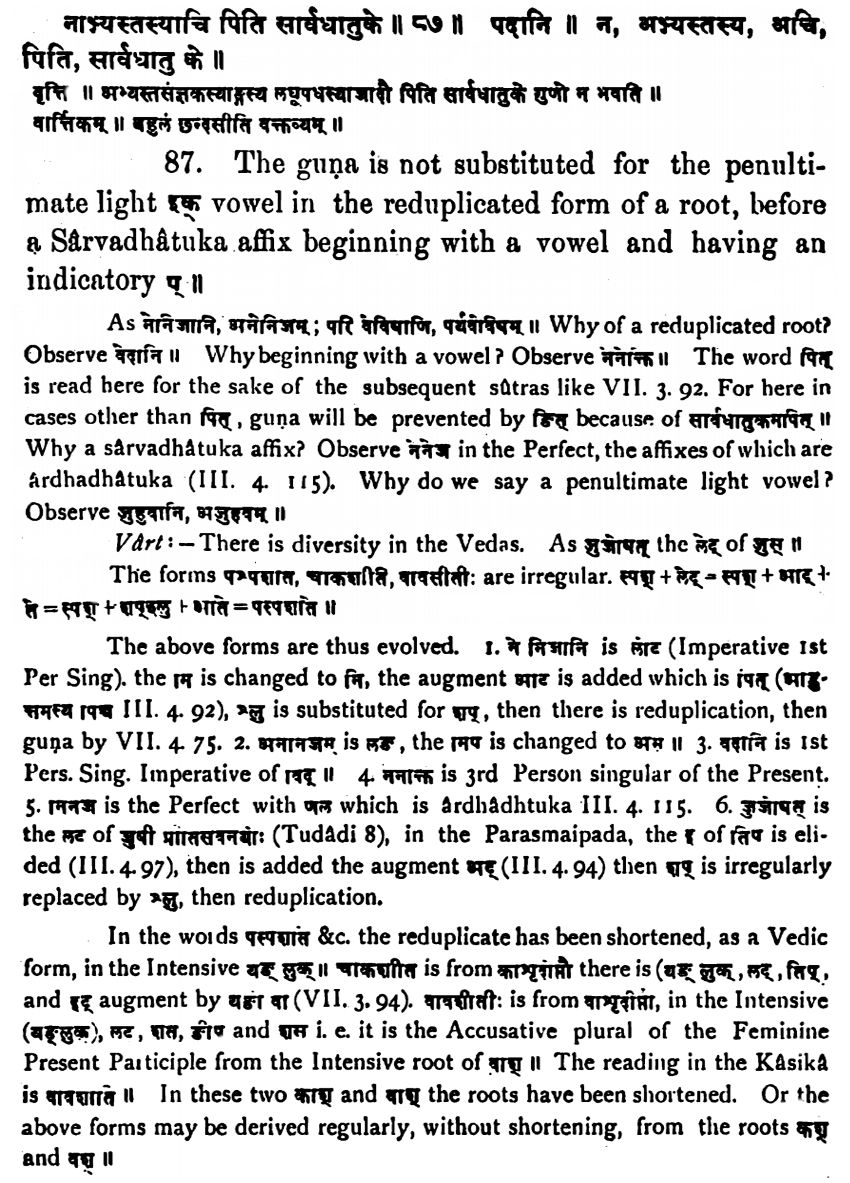 नाभ्यस्तस्याचि पिति सार्वधातुके ॥ ८७ ॥ पदानि ॥ न, अभ्यस्तस्य, अचि,
पिति, सार्वधातु के ॥
वृत्ति ॥ अभ्यस्तसंज्ञकस्याङ्गस्य लघूपधस्याजादौ पिति सार्वधातुके गुणो न भवति ॥
वार्त्तिकम् ॥ बहुलं छन्दसीति वक्तव्यम् ॥
87. The guṇa is not substituted for the penulti-
mate light इक् vowel in the reduplicated form of a root, before
a Sârvadhâtuka affix beginning with a vowel and having an
indicatory प् ॥
As नेनिजानि, अनेनिजम्; परि वेविषाणि, पर्यवेविषम् ॥ Why of a reduplicated root?
Observe वेदानि ॥ Why beginning with a vowel? Observe नेनेक्ति ॥ The word पित्
is read here for the sake of the subsequent sûtras like VII. 3. 92. For here in
cases other than पित्, guṇa will be prevented by ङित् because of सार्वधातुकमपित् ॥
Why a sârvadhâtuka affix? Observe निनेज in the Perfect, the affixes of which are
ârdhadhâtuka (III. 4. 115). Why do we say a penultimate light vowel?
Observe जुहुवानि, अजुहवम् ॥
Vârt:—There is diversity in the Vedas. As जुजोषत् the लेट् of जुस् ॥
The forms पस्पशाते, चाकशीति, वावशीतीः are irregular. स्पश् + लेट् = स्पश् + आट् +
ते = स्पश् + शप्श्लु + आते = पस्पशाते ॥
The above forms are thus evolved. 1. ने निजानि is लोट (Imperative 1st
Per Sing). the मि is changed to नि, the augment आट is added which is पित् (आडु-
त्तमस्य पिच्च III. 4. 92), श्लु is substituted for शप्, then there is reduplication, then
guṇa by VII. 4. 75. 2. अनेनिजम् is लङ, the मिप is changed to अम ॥ 3. वेदानि is 1st
Pers. Sing. Imperative of विद् ॥ 4. नेनेक्ति is 3rd Person singular of the Present.
5. निनेज is the Perfect with णल which is ârdhâdhtuka III. 4. 115. 6. जुजोषत् is
the लेट of जुषी प्रीतिसेवनयोः (Tudâdi 8), in the Parasmaipada, the इ of तिप is eli-
ded (III. 4. 97), then is added the augment अट् (III. 4. 94) then शप् is irregularly
replaced by श्लु, then reduplication.
In the words पस्पशाते &c. the reduplicate has been shortened, as a Vedic
form, in the Intensive यङ् लुक् ॥ चाकशीति is from काशृदीप्तौ there is (यङ् लुक्, लट्, तिप्,
and ईट् augment by यङो वा (VII. 3. 94). वावशीतीः is from वाशृ, in the Intensive
(यङ्लुक्), लट, शतृ, ङीप and शस i. e. it is the Accusative plural of the Feminine
Present Participle from the Intensive root of वाश् ॥ The reading in the Kâsikâ
is वावशाति ॥ In these two काश् and वाश् the roots have been shortened. Or the
above forms may be derived regularly, without shortening, from the roots कश्
and वश् ॥